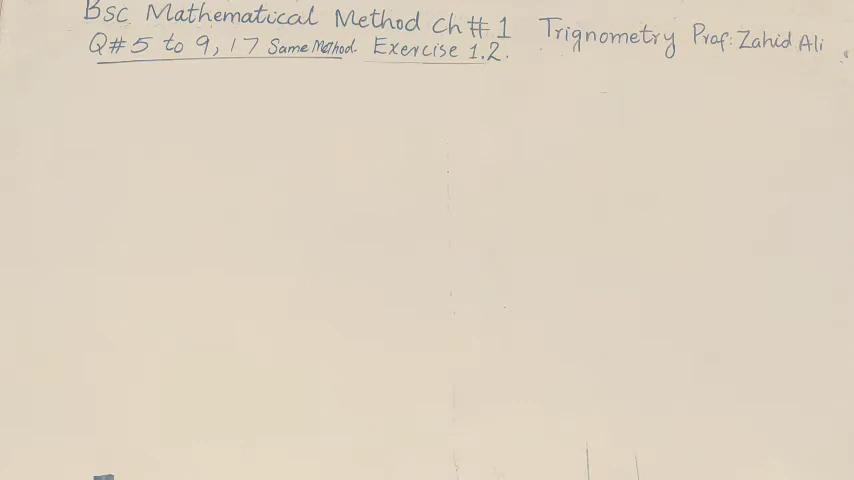 Bsc Mathematical Method Ch # 1 Trignometry Prof: Zahid Ali
Q# 5 to 9, 17 Same Method. Exercise 1.2.